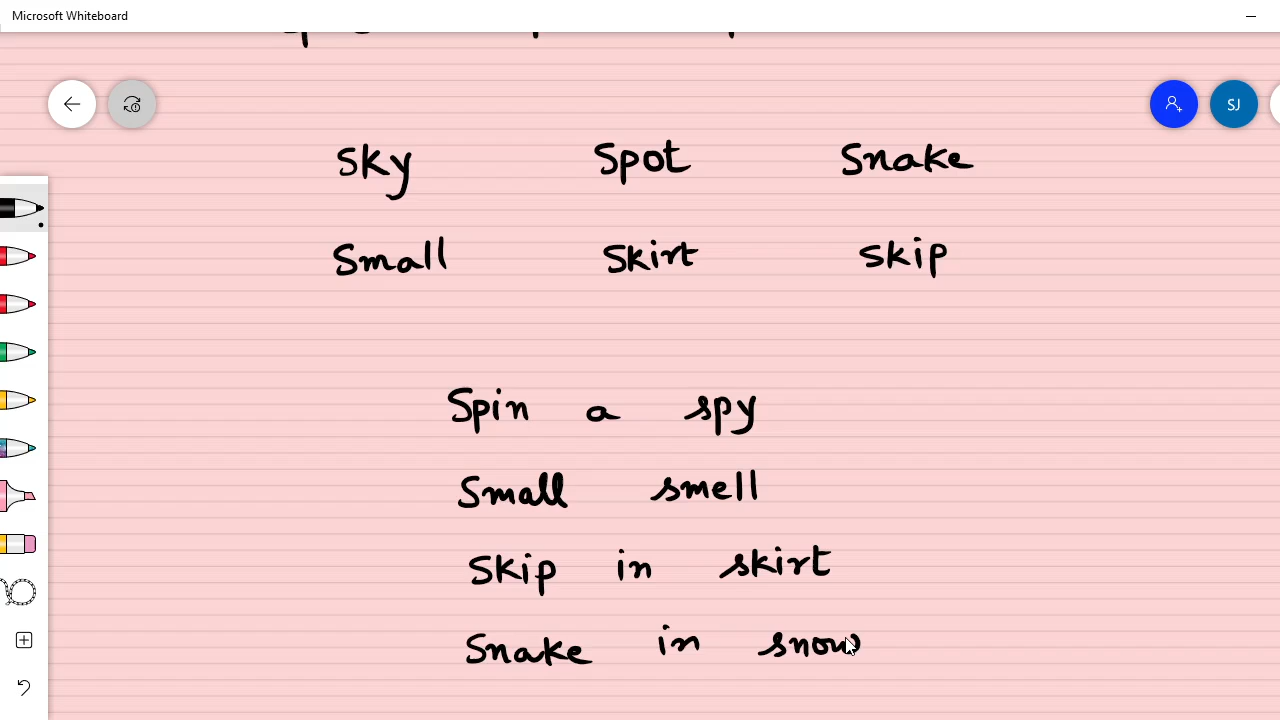 Microsoft Whiteboard
SJ
Sky Spot Snake
Small Skirt Skip
Spin a spy
Small smell
Skip in skirt
Snake in snow